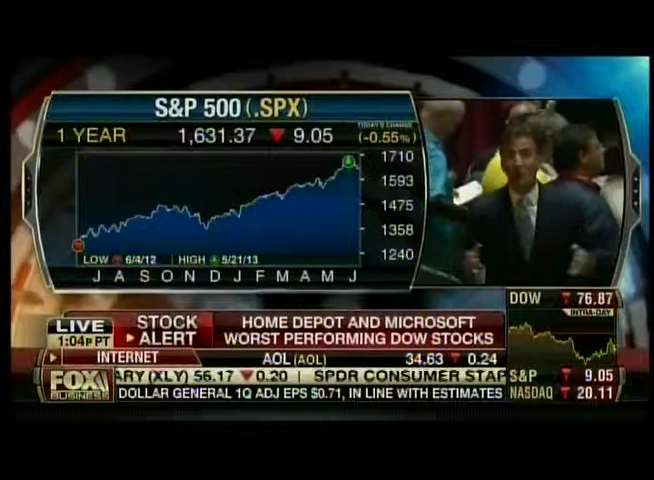 S&P 500 (.SPX)
1 YEAR 1,631.37 ▼ 9.05 TODAY'S CHANGE (-0.55%)
1710
1593
1475
1358
1240
LOW 6/4/12 HIGH 5/21/13
J A S O N D J F M A M J
DOW ▼ 76.87
INTRA-DAY
LIVE
1:04P PT
STOCK ALERT
HOME DEPOT AND MICROSOFT
WORST PERFORMING DOW STOCKS
INTERNET AOL (AOL) 34.63 ▼ 0.24
ARY (XLY) 56.17 ▼ 0.20 | SPDR CONSUMER STAP
S&P ▼ 9.05
FOX
BUSINESS
DOLLAR GENERAL 1Q ADJ EPS $0.71, IN LINE WITH ESTIMATES
NASDAQ ▼ 20.11